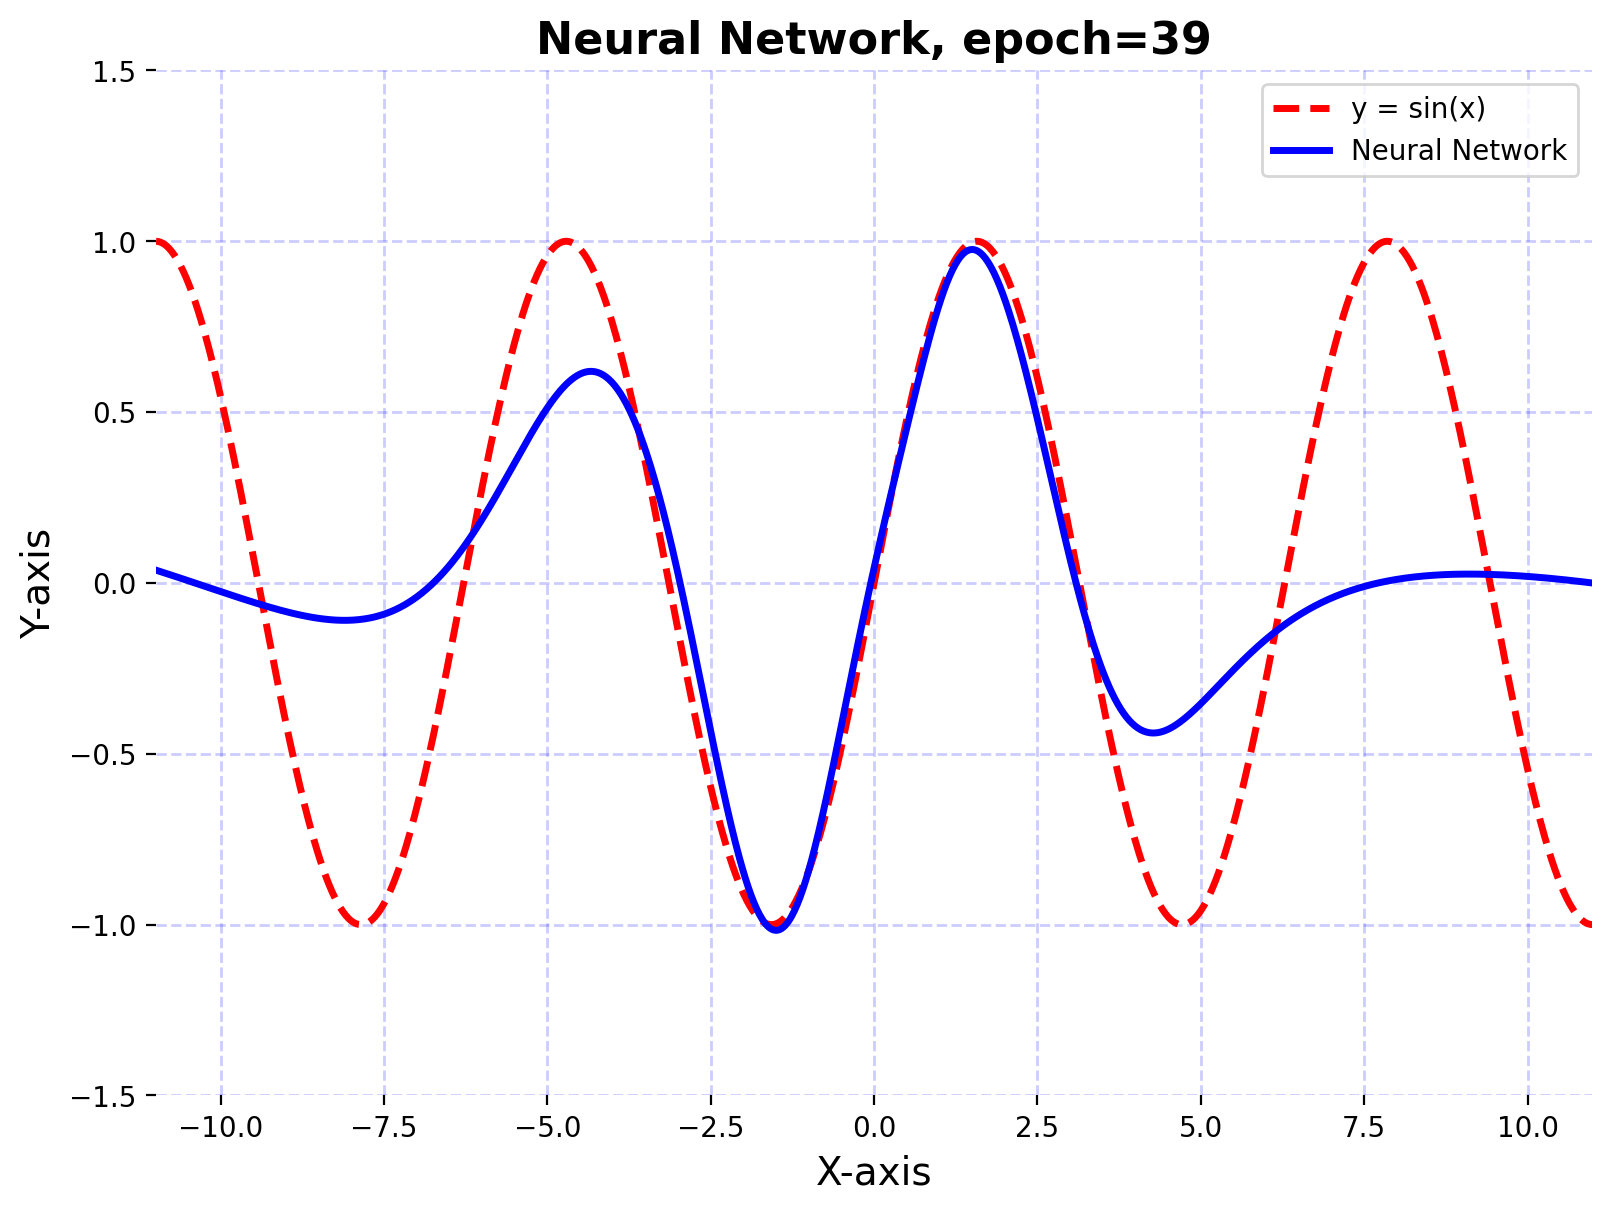 Neural Network, epoch=39
y = sin(x)
Neural Network
Y-axis
1.5
1.0
0.5
0.0
−0.5
−1.0
−1.5
−10.0 −7.5 −5.0 −2.5 0.0 2.5 5.0 7.5 10.0
X-axis